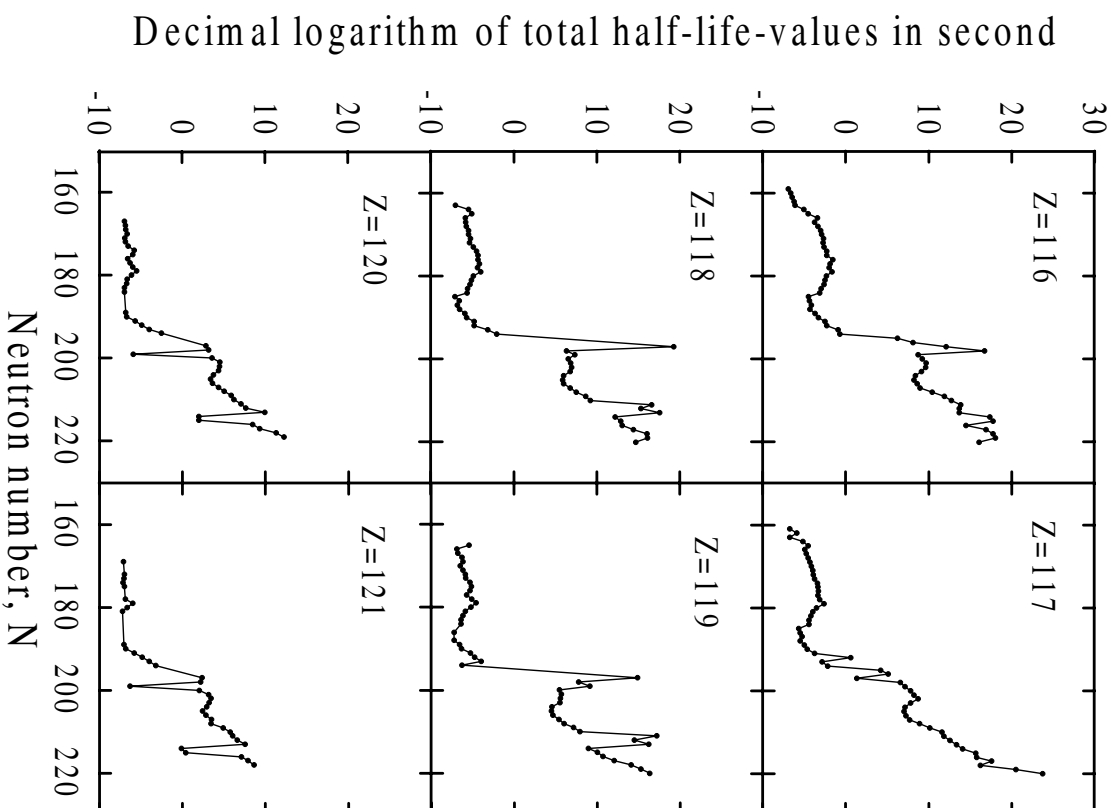 Decimal logarithm of total half-life-values in second
-10 0 10 20 -10 0 10 20 -10 0 10 20 30
Z=116
Z=117
Z=118
Z=119
Z=120
Z=121
160 180 200 220 160 180 200 220
Neutron number, N